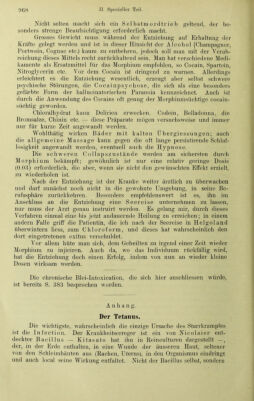 968 II. Specieller Teil.
Nicht selten macht sich ein Selbstmordtrieb geltend, der be-
sonders strenge Beaufsichtigung erforderlich macht.
Grosses Gewicht muss während der Entziehung auf Erhaltung der
Kräfte gelegt werden und ist in dieser Hinsicht der Alcohol (Champagner,
Portwein, Cognac etc.) kaum zu entbehren, jedoch soll man mit der Verab-
reichung dieses Mittels recht zurückhaltend sein. Man hat verschiedene Medi-
camente als Ersatzmittel für das Morphium empfohlen, so Cocain, Spartein,
Nitroglycerin etc. Vor dem Cocain ist dringend zu warnen. Allerdings
erleichtert es die Entziehung wesentlich, erzeugt aber selbst schwere
psychische Störungen, die Cocainpsychose, die sich als eine besonders
gefährliche Form der hallucinatorischen Paranoia documentirt. Auch ist
durch die Anwendung des Cocains oft genug der Morphiumsüchtige cocain-
süchtig geworden.
Chloralhydrat kann Delirien erwecken. Codein, Belladonna, die
Bromsalze, Chinin etc. — diese Präparate mögen versuchsweise und immer
nur für kurze Zeit angewandt werden.
Wohlthätig wirken Bäder mit kalten Übergiessungen; auch
die allgemeine Massage kann gegen die oft lange persistirende Schlaf-
losigkeit angewandt werden, eventuell auch die Hypnose.
Die schweren Collapszustände werden am sichersten durch
Morphium bekämpft; gewöhnlich ist nur eine relativ geringe Dosis
(0.03) erforderlich, die aber, wenn sie nicht den gewünschten Effekt erzielt,
zu wiederholen ist.
Nach der Entziehung ist der Kranke weiter ärztlich zu überwachen
und darf zunächst noch nicht in die gewohnte Umgebung, in seine Be-
rufssphäre zurückkehren. Besonders empfehlenswert ist es, ihn im
Anschluss an die Entziehung eine Seereise unternehmen zu lassen,
nur muss der Arzt genau instruirt werden. Es gelang mir, durch dieses
Verfahren einmal eine bis jetzt andauernde Heilung zu erreichen; in einem
andern Falle griff die Patientin, die ich nach der Seereise in Helgoland
überwintern liess, zum Chloroform, und dieses hat wahrscheinlich den
dort eingetretenen exitus verschuldet.
Vor allem hüte man sich, dem Geheilten zu irgend einer Zeit wieder
Morphium zu injiciren. Auch da, wo das Individuum rückfällig wird,
hat die Entziehung doch einen Erfolg, indem von nun an wieder kleine
Dosen wirksam werden.
Die chronische Blei-Intoxication, die sich hier anschliessen würde,
ist bereits S. 383 besprochen worden.
Anhang.
Der Tetanus.
Die wichtigste, wahrscheinlich die einzige Ursache des Starrkrampfes
ist die Infection. Der Krankheitserreger ist ein von Nicolaier ent-
deckter Bacillus — Kitasato hat ihn in Reinculturen dargestellt —,
der, in der Erde enthalten, in eine Wunde der äusseren Haut, seltener
von den Schleimhäuten aus (Rachen, Uterus), in den Organismus eindringt
und auch local seine Wirkung entfaltet. Nicht der Bacillus selbst, sondern